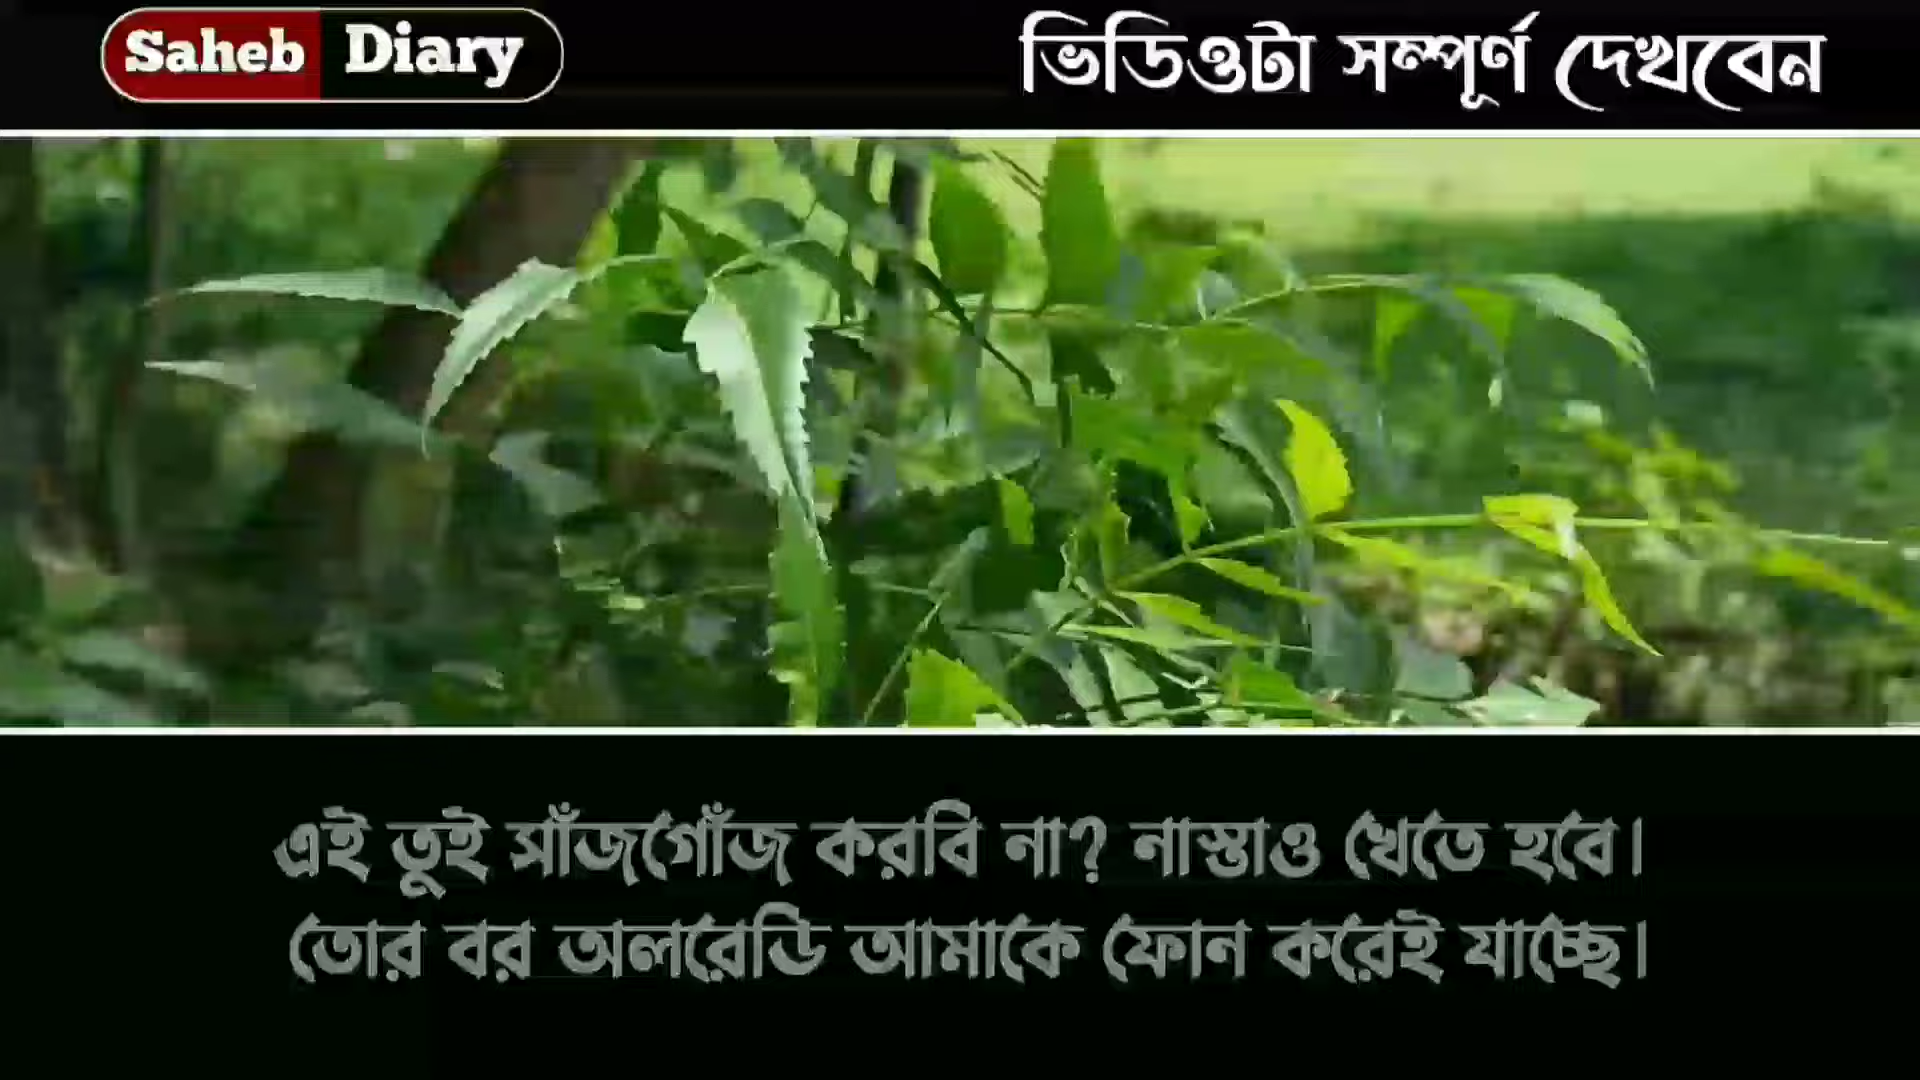 Saheb Diary
ভিডিওটা সম্পূর্ণ দেখবেন
এই তুই সাঁজগোঁজ করবি না? নাস্তাও খেতে হবে।
তোর বর অলরেডি আমাকে ফোন করেই যাচ্ছে।